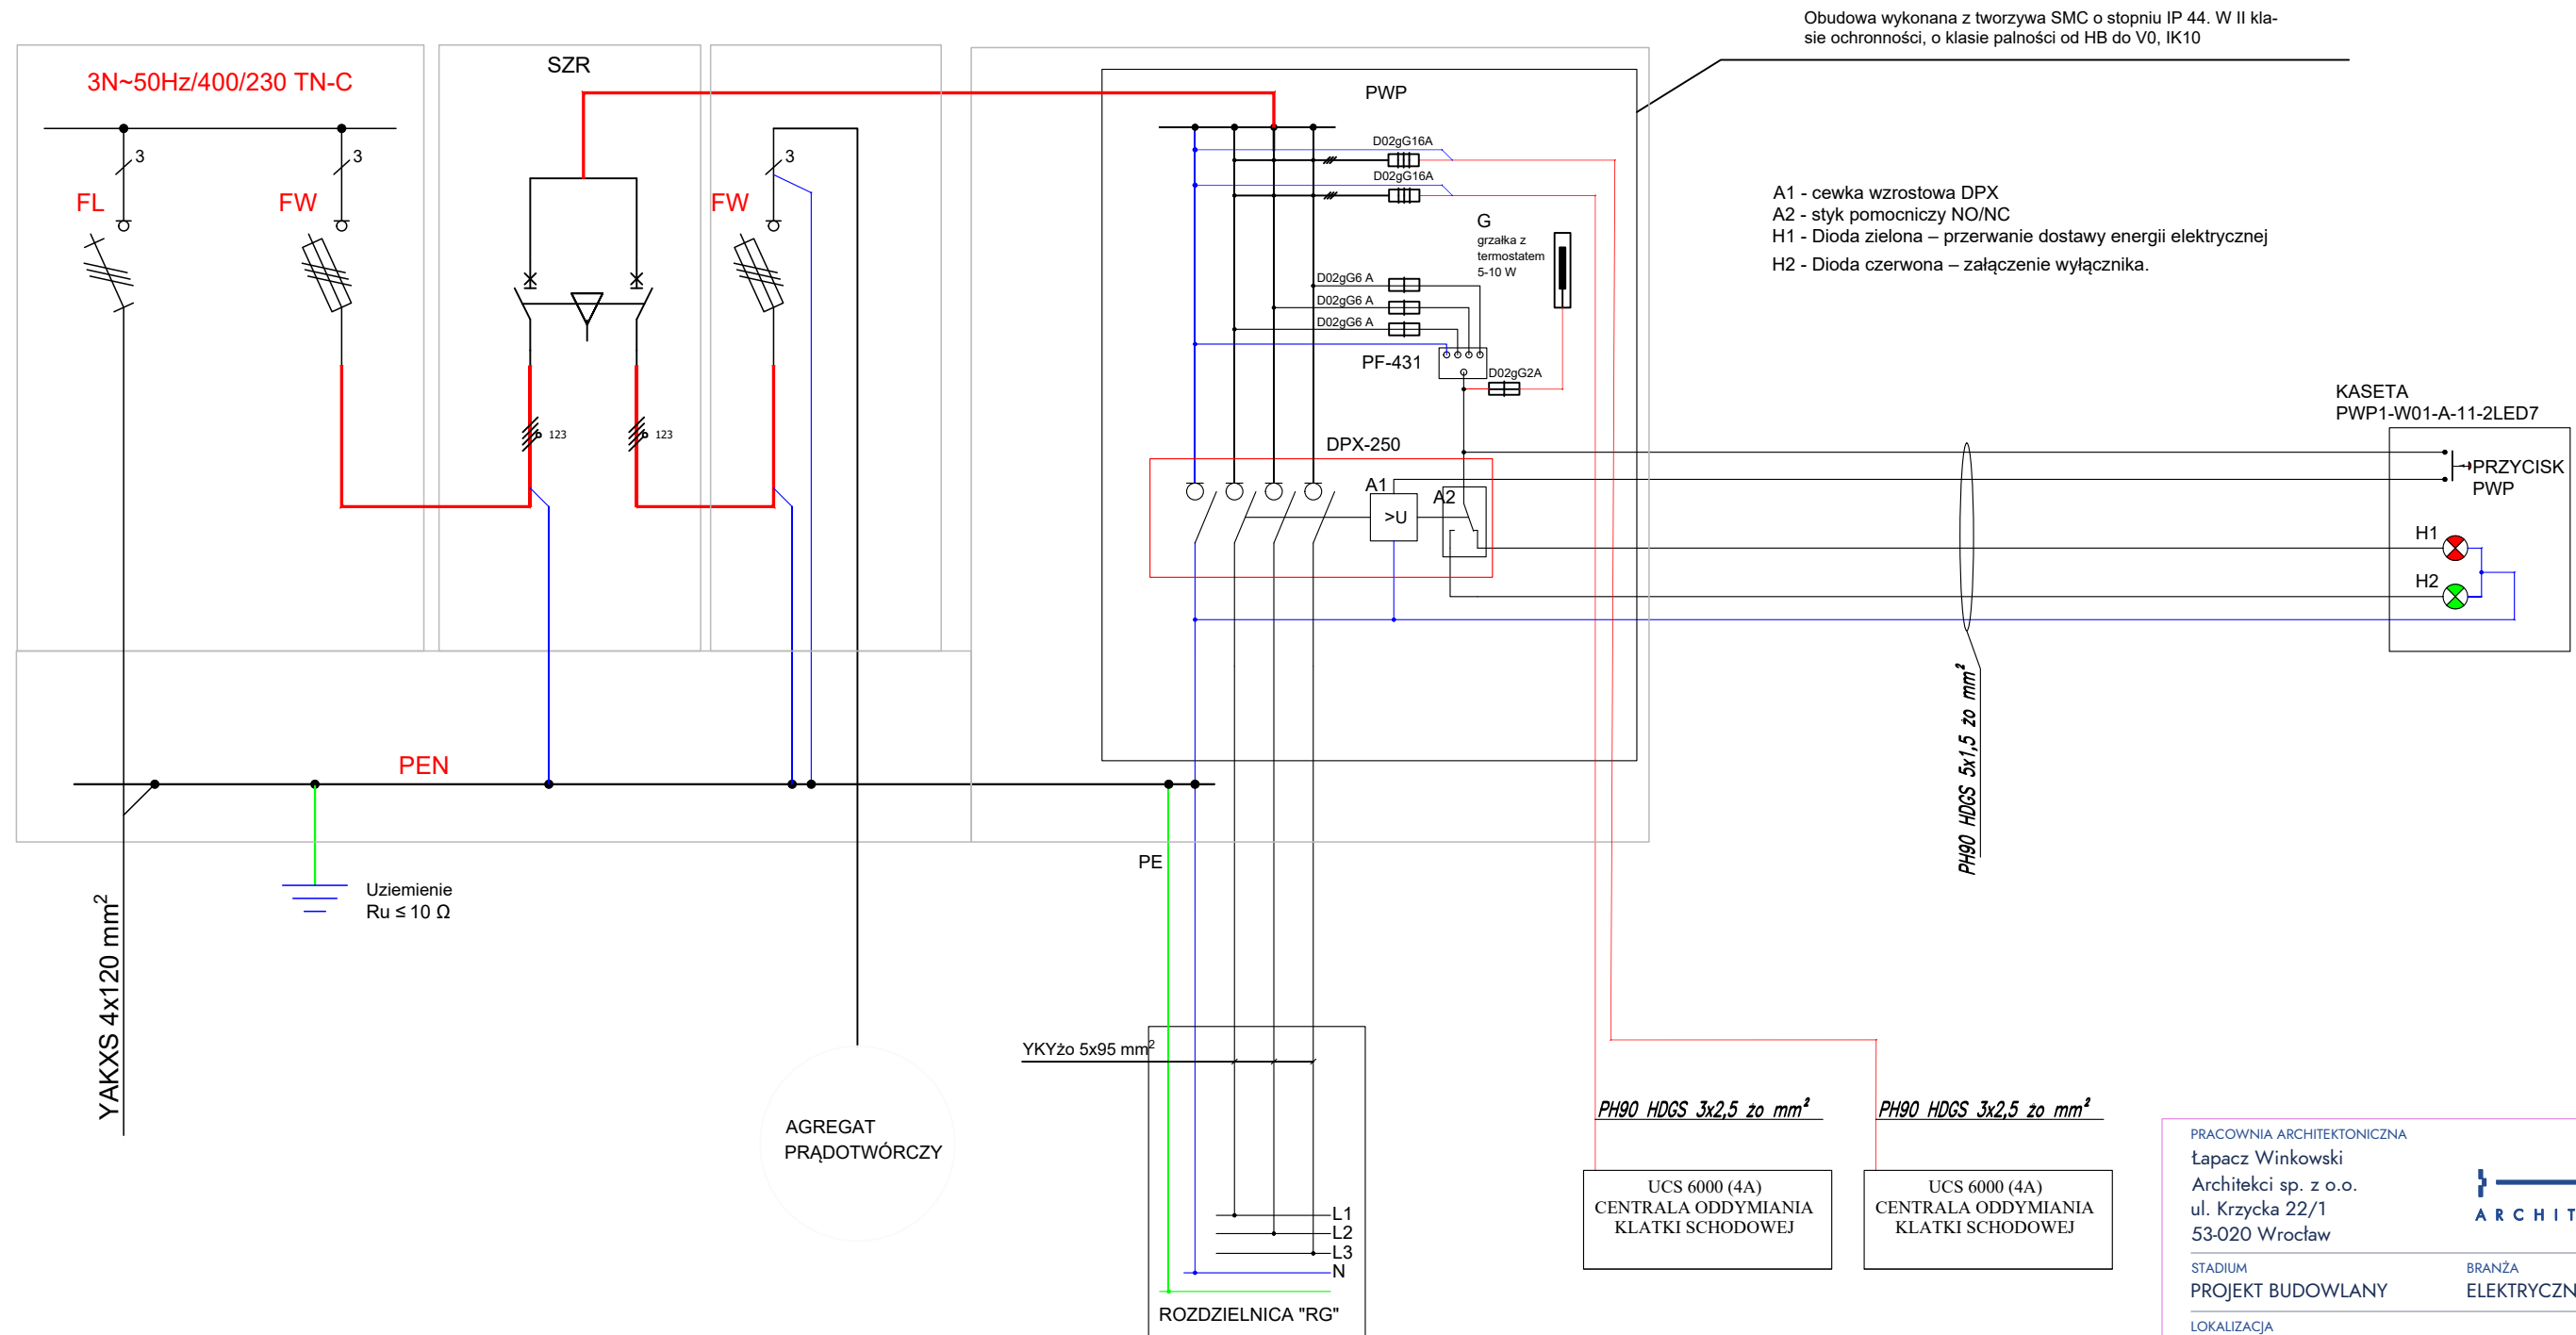 Obudowa wykonana z tworzywa SMC o stopniu IP 44. W II kla-
sie ochronności, o klasie palności od HB do V0, IK10
3N~50Hz/400/230 TN-C
SZR
PWP
3
3
3
FL
FW
FW
D02gG16A
D02gG16A
G
grzałka z
termostatem
5-10 W
D02gG6 A
D02gG6 A
D02gG6 A
PF-431
D02gG2A
A1 - cewka wzrostowa DPX
A2 - styk pomocniczy NO/NC
H1 - Dioda zielona – przerwanie dostawy energii elektrycznej
H2 - Dioda czerwona – załączenie wyłącznika.
KASETA
PWP1-W01-A-11-2LED7
123
123
DPX-250
A1
A2
>U
PRZYCISK
PWP
H1
H2
PH90 HDGS 5x1,5 żo mm²
PEN
PE
Uziemienie
Ru ≤ 10 Ω
YAKXS 4x120 mm²
YKYżo 5x95 mm²
AGREGAT
PRĄDOTWÓRCZY
L1
L2
L3
N
ROZDZIELNICA "RG"
PH90 HDGS 3x2,5 żo mm²
PH90 HDGS 3x2,5 żo mm²
UCS 6000 (4A)
CENTRALA ODDYMIANIA
KLATKI SCHODOWEJ
UCS 6000 (4A)
CENTRALA ODDYMIANIA
KLATKI SCHODOWEJ
PRACOWNIA ARCHITEKTONICZNA
Łapacz Winkowski
Architekci sp. z o.o.
ul. Krzycka 22/1
53-020 Wrocław
ARCHIT
STADIUM
PROJEKT BUDOWLANY
BRANŻA
ELEKTRYCZN
LOKALIZACJA